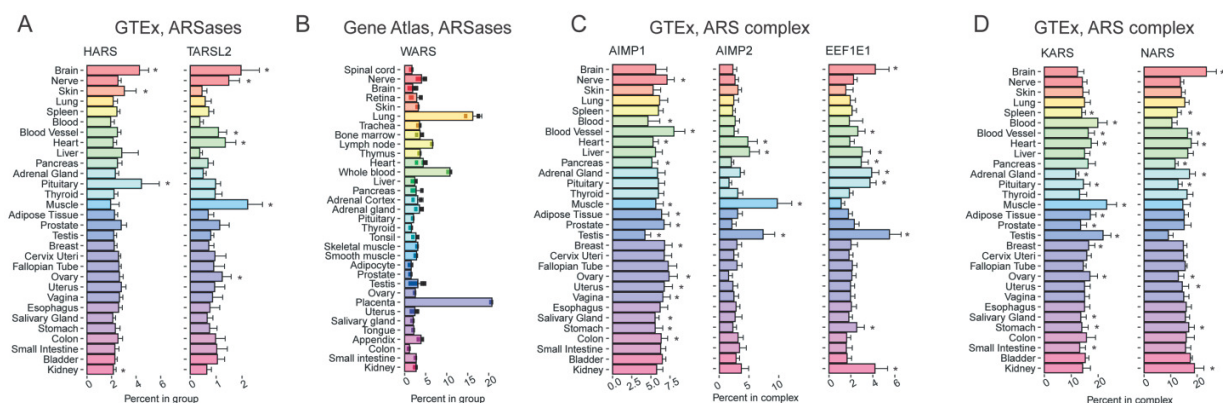 A
GTEx, ARSases
HARS
TARSL2
Brain
Nerve
Skin
Lung
Spleen
Blood
Blood Vessel
Heart
Liver
Pancreas
Adrenal Gland
Pituitary
Thyroid
Muscle
Adipose Tissue
Prostate
Testis
Breast
Cervix Uteri
Fallopian Tube
Ovary
Uterus
Vagina
Esophagus
Salivary Gland
Stomach
Colon
Small Intestine
Bladder
Kidney
0 2 4 6
0 1 2
Percent in group
B
Gene Atlas, ARSases
WARS
Spinal cord
Nerve
Brain
Retina
Skin
Lung
Trachea
Bone marrow
Lymph node
Thymus
Heart
Whole blood
Liver
Pancreas
Adrenal Cortex
Adrenal gland
Pituitary
Thyroid
Tonsil
Skeletal muscle
Smooth muscle
Adipocyte
Prostate
Testis
Ovary
Placenta
Uterus
Salivary gland
Tongue
Appendix
Colon
Small intestine
Kidney
0 10 20
Percent in group
C
GTEx, ARS complex
AIMP1
AIMP2
EEF1E1
Brain
Nerve
Skin
Lung
Spleen
Blood
Blood Vessel
Heart
Liver
Pancreas
Adrenal Gland
Pituitary
Thyroid
Muscle
Adipose Tissue
Prostate
Testis
Breast
Cervix Uteri
Fallopian Tube
Ovary
Uterus
Vagina
Esophagus
Salivary Gland
Stomach
Colon
Small Intestine
Bladder
Kidney
0.0 2.5 5.0 7.5
0 5 10
0 2 4 6
Percent in complex
D
GTEx, ARS complex
KARS
NARS
Brain
Nerve
Skin
Lung
Spleen
Blood
Blood Vessel
Heart
Liver
Pancreas
Adrenal Gland
Pituitary
Thyroid
Muscle
Adipose Tissue
Prostate
Testis
Breast
Cervix Uteri
Fallopian Tube
Ovary
Uterus
Vagina
Esophagus
Salivary Gland
Stomach
Colon
Small Intestine
Bladder
Kidney
0 10 20
0 10 20
Percent in complex